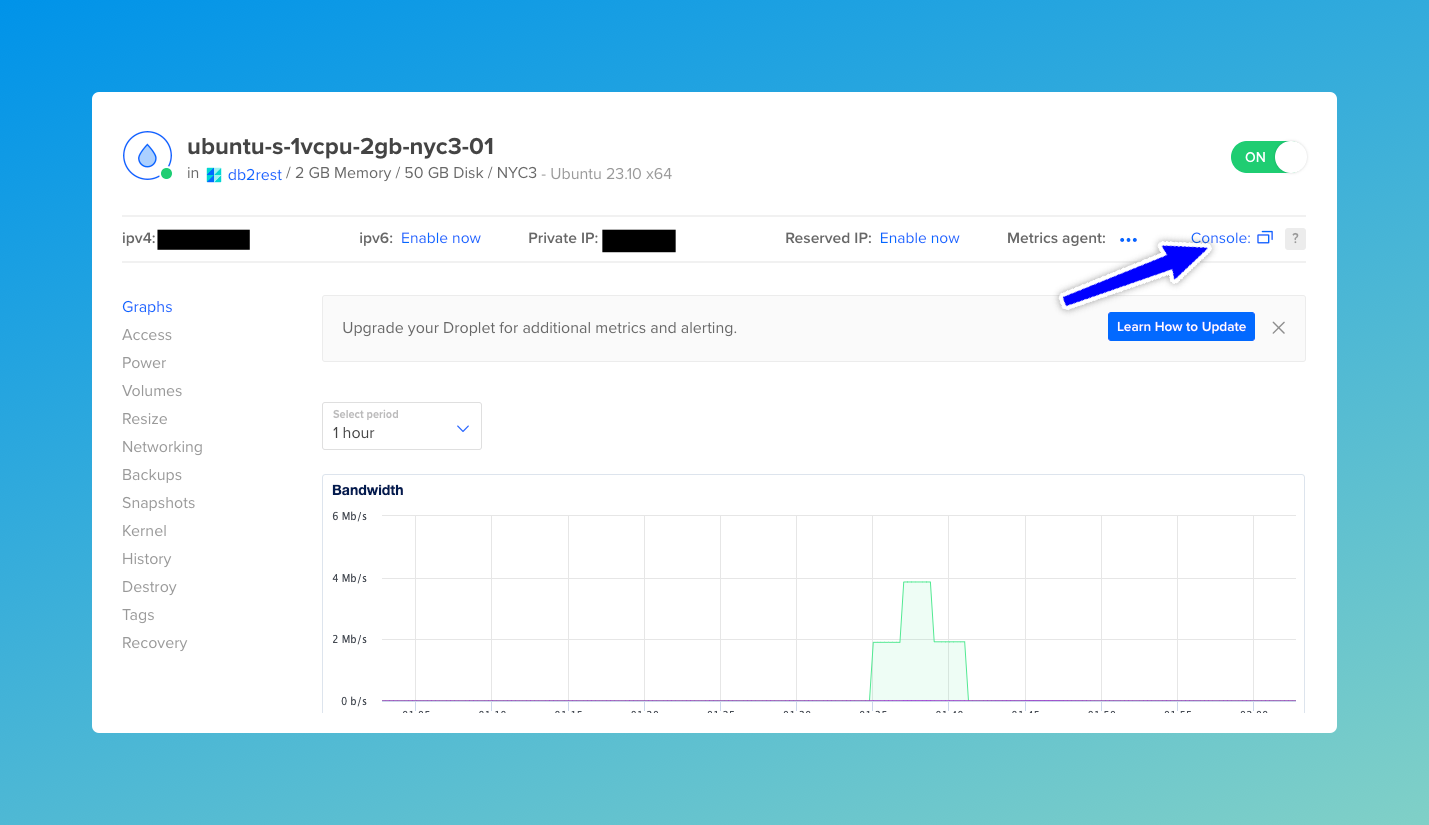 ubuntu-s-1vcpu-2gb-nyc3-01
ON
in db2rest / 2 GB Memory / 50 GB Disk / NYC3 - Ubuntu 23.10 x64
ipv4: ipv6: Enable now Private IP: Reserved IP: Enable now Metrics agent: ••• Console: ?
Graphs
Access
Power
Volumes
Resize
Networking
Backups
Snapshots
Kernel
History
Destroy
Tags
Recovery
Upgrade your Droplet for additional metrics and alerting. Learn How to Update
Select period
1 hour
Bandwidth
6 Mb/s
4 Mb/s
2 Mb/s
0 b/s